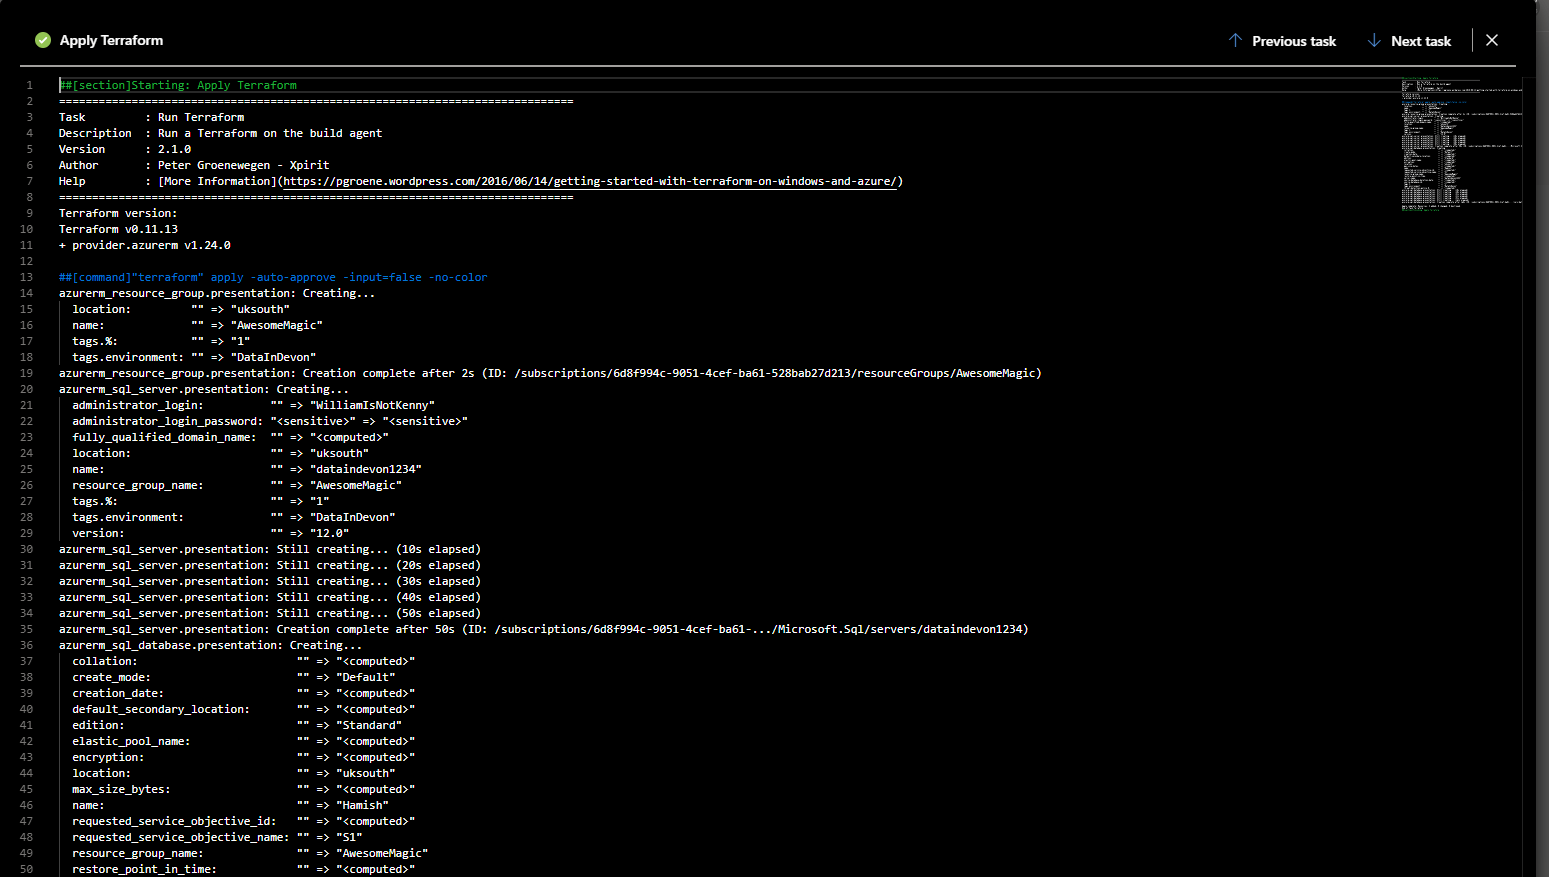 Apply Terraform
Previous task
Next task
1 ##[section]Starting: Apply Terraform
2 ==============================================================================
3 Task         : Run Terraform
4 Description  : Run a Terraform on the build agent
5 Version      : 2.1.0
6 Author       : Peter Groenewegen - Xpirit
7 Help         : [More Information](https://pgroene.wordpress.com/2016/06/14/getting-started-with-terraform-on-windows-and-azure/)
8 ==============================================================================
9 Terraform version:
10 Terraform v0.11.13
11 + provider.azurerm v1.24.0
12
13 ##[command]"terraform" apply -auto-approve -input=false -no-color
14 azurerm_resource_group.presentation: Creating...
15   location:         "" => "uksouth"
16   name:             "" => "AwesomeMagic"
17   tags.%:           "" => "1"
18   tags.environment: "" => "DataInDevon"
19 azurerm_resource_group.presentation: Creation complete after 2s (ID: /subscriptions/6d8f994c-9051-4cef-ba61-528bab27d213/resourceGroups/AwesomeMagic)
20 azurerm_sql_server.presentation: Creating...
21   administrator_login:          "" => "WilliamIsNotKenny"
22   administrator_login_password: "<sensitive>" => "<sensitive>"
23   fully_qualified_domain_name:  "" => "<computed>"
24   location:                     "" => "uksouth"
25   name:                         "" => "dataindevon1234"
26   resource_group_name:          "" => "AwesomeMagic"
27   tags.%:                       "" => "1"
28   tags.environment:             "" => "DataInDevon"
29   version:                      "" => "12.0"
30 azurerm_sql_server.presentation: Still creating... (10s elapsed)
31 azurerm_sql_server.presentation: Still creating... (20s elapsed)
32 azurerm_sql_server.presentation: Still creating... (30s elapsed)
33 azurerm_sql_server.presentation: Still creating... (40s elapsed)
34 azurerm_sql_server.presentation: Still creating... (50s elapsed)
35 azurerm_sql_server.presentation: Creation complete after 50s (ID: /subscriptions/6d8f994c-9051-4cef-ba61-.../Microsoft.Sql/servers/dataindevon1234)
36 azurerm_sql_database.presentation: Creating...
37   collation:                        "" => "<computed>"
38   create_mode:                      "" => "Default"
39   creation_date:                    "" => "<computed>"
40   default_secondary_location:       "" => "<computed>"
41   edition:                          "" => "Standard"
42   elastic_pool_name:                "" => "<computed>"
43   encryption:                       "" => "<computed>"
44   location:                         "" => "uksouth"
45   max_size_bytes:                   "" => "<computed>"
46   name:                             "" => "Hamish"
47   requested_service_objective_id:   "" => "<computed>"
48   requested_service_objective_name: "" => "S1"
49   resource_group_name:              "" => "AwesomeMagic"
50   restore_point_in_time:            "" => "<computed>"